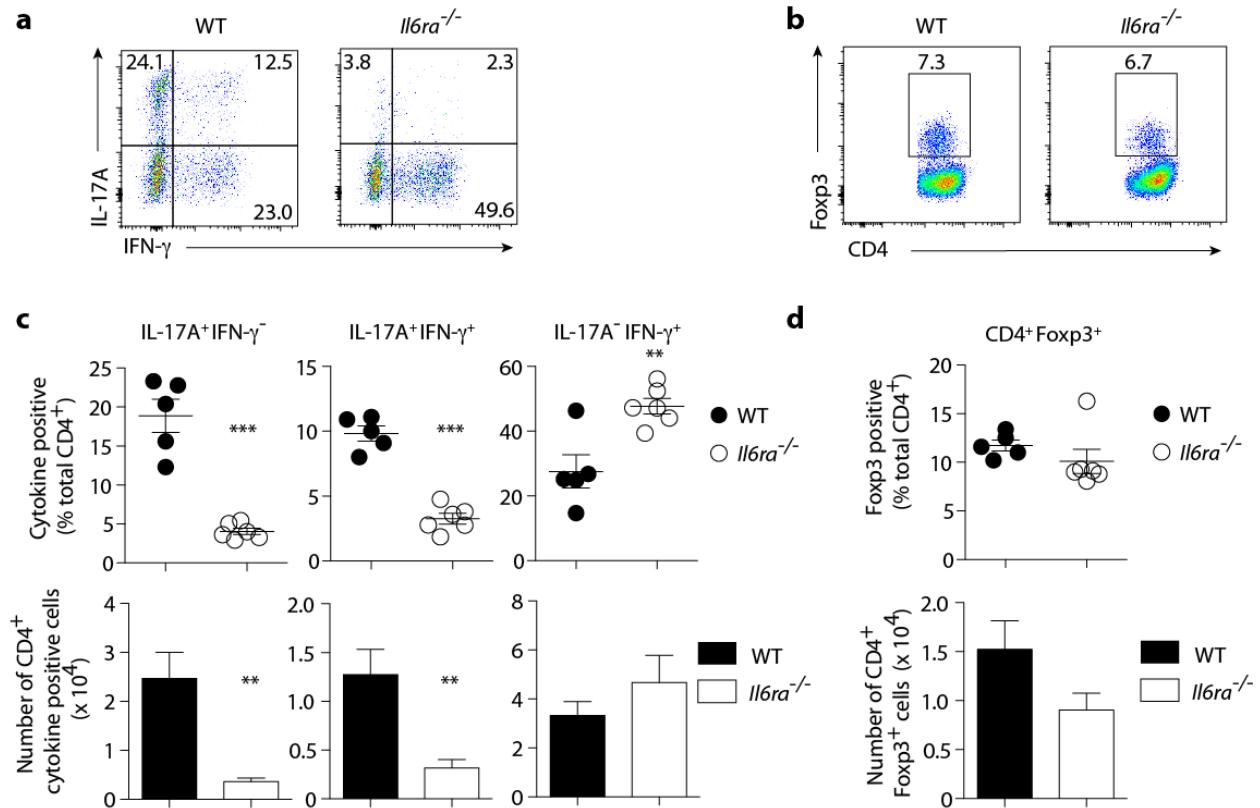 a
WT
Il6ra⁻/⁻
24.1
12.5
3.8
2.3
23.0
49.6
IL-17A
IFN-γ
b
WT
Il6ra⁻/⁻
7.3
6.7
Foxp3
CD4
c
IL-17A⁺IFN-γ⁻
IL-17A⁺IFN-γ⁺
IL-17A⁻ IFN-γ⁺
Cytokine positive
(% total CD4⁺)
25
20
15
10
5
0
***
15
10
5
0
***
60
40
20
0
**
WT
Il6ra⁻/⁻
Number of CD4⁺
cytokine positive cells
(x 10⁴)
4
3
2
1
0
**
2.0
1.5
1.0
0.5
0
**
8
6
4
2
0
WT
Il6ra⁻/⁻
d
CD4⁺Foxp3⁺
Foxp3 positive
(% total CD4⁺)
20
15
10
5
0
WT
Il6ra⁻/⁻
Number of CD4⁺
Foxp3⁺ cells (x 10⁴)
2.0
1.5
1.0
0.5
0
WT
Il6ra⁻/⁻